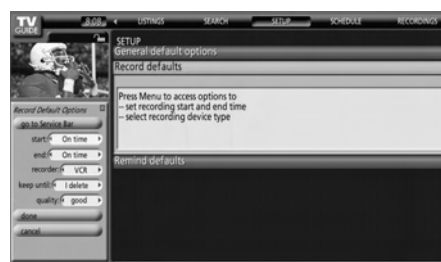 TV
GUIDE
8:08
LISTINGS SEARCH SETUP SCHEDULE RECORDINGS
SETUP
General default options
Record defaults
Press Menu to access options to
– set recording start and end time
– select recording device type
Remind defaults
Record Default Options
go to Service Bar
start: On time
end: On time
recorder: VCR
keep until: I delete
quality: good
done
cancel